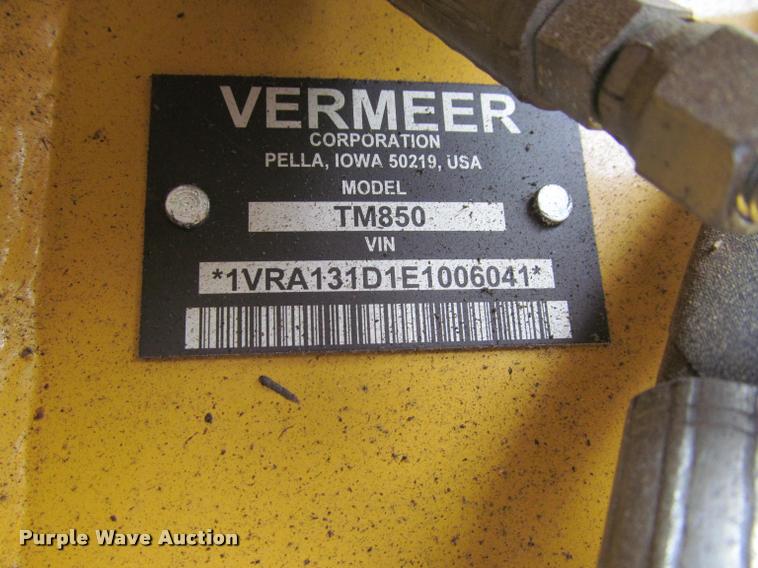 VERMEER
CORPORATION
PELLA, IOWA 50219, USA
MODEL
TM850
VIN
*1VRA131D1E1006041*
Purple Wave Auction